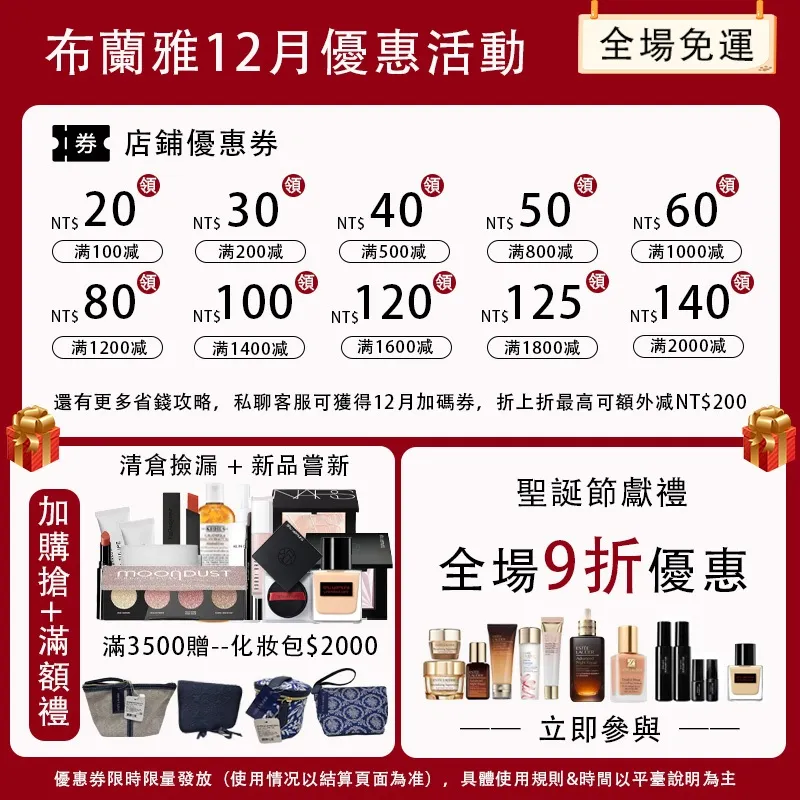 布蘭雅12月優惠活動
全場免運
券 店鋪優惠券
NT$ 20 領
NT$ 30 領
NT$ 40 領
NT$ 50 領
NT$ 60 領
满100减
满200减
满500减
满800减
满1000减
NT$ 80 領
NT$ 100 領
NT$ 120 領
NT$ 125 領
NT$ 140 領
满1200减
满1400减
满1600减
满1800减
满2000减
還有更多省錢攻略，私聊客服可獲得12月加碼券，折上折最高可額外减NT$200
加購搶+滿額禮
清倉撿漏 + 新品嘗新
NARS
KIEHL'S
MOONDUST
滿3500贈--化妝包$2000
聖誕節獻禮
全場9折優惠
立即參與
優惠券限時限量發放（使用情况以結算頁面為准），具體使用規則&時間以平臺說明為主